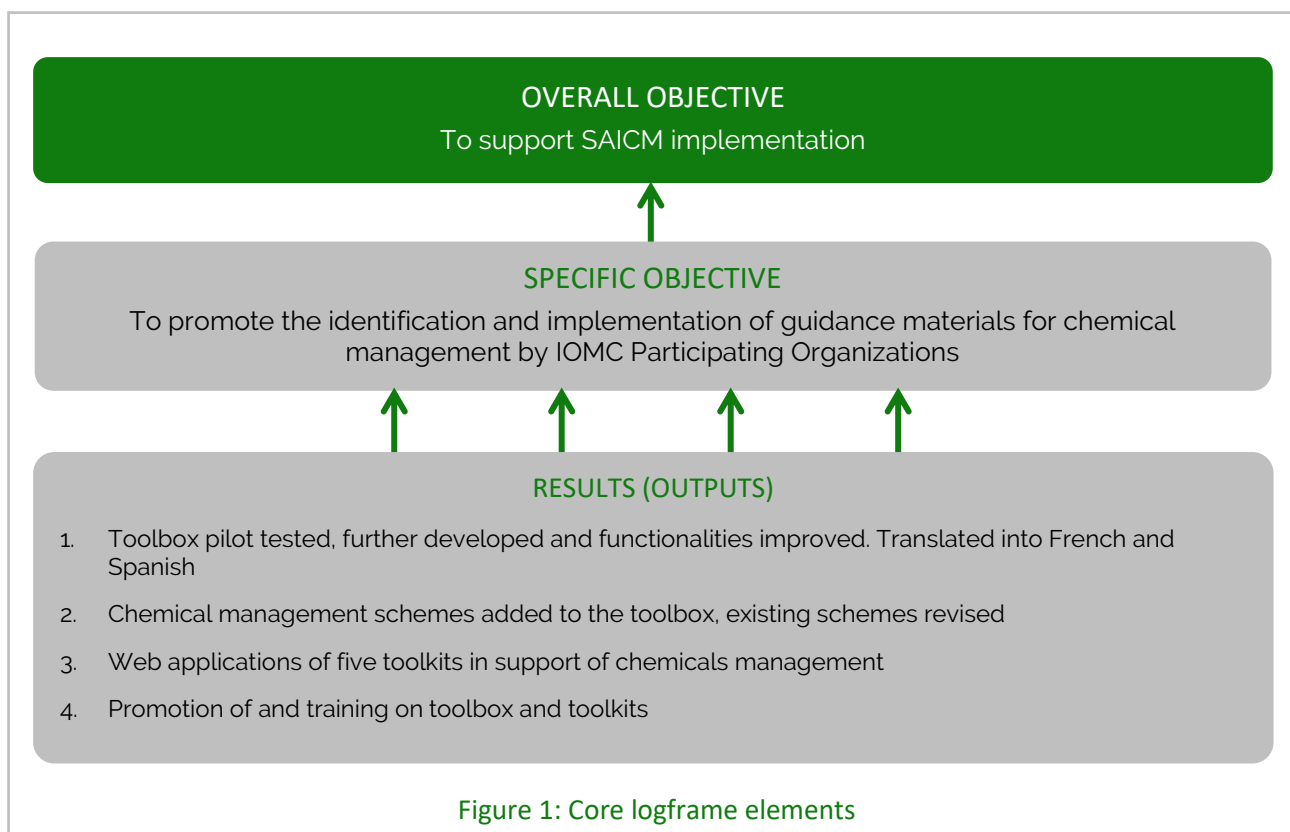 OVERALL OBJECTIVE
To support SAICM implementation
SPECIFIC OBJECTIVE
To promote the identification and implementation of guidance materials for chemical
management by IOMC Participating Organizations
RESULTS (OUTPUTS)
1. Toolbox pilot tested, further developed and functionalities improved. Translated into French and
Spanish
2. Chemical management schemes added to the toolbox, existing schemes revised
3. Web applications of five toolkits in support of chemicals management
4. Promotion of and training on toolbox and toolkits
Figure 1: Core logframe elements